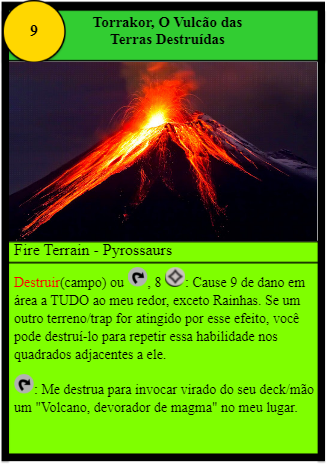 9
Torrakor, O Vulcão das
Terras Destruídas
Fire Terrain - Pyrossaurs
Destruir(campo) ou , 8 : Cause 9 de dano em
área a TUDO ao meu redor, exceto Rainhas. Se um
outro terreno/trap for atingido por esse efeito, você
pode destruí-lo para repetir essa habilidade nos
quadrados adjacentes a ele.
: Me destrua para invocar virado do seu deck/mão
um "Volcano, devorador de magma" no meu lugar.